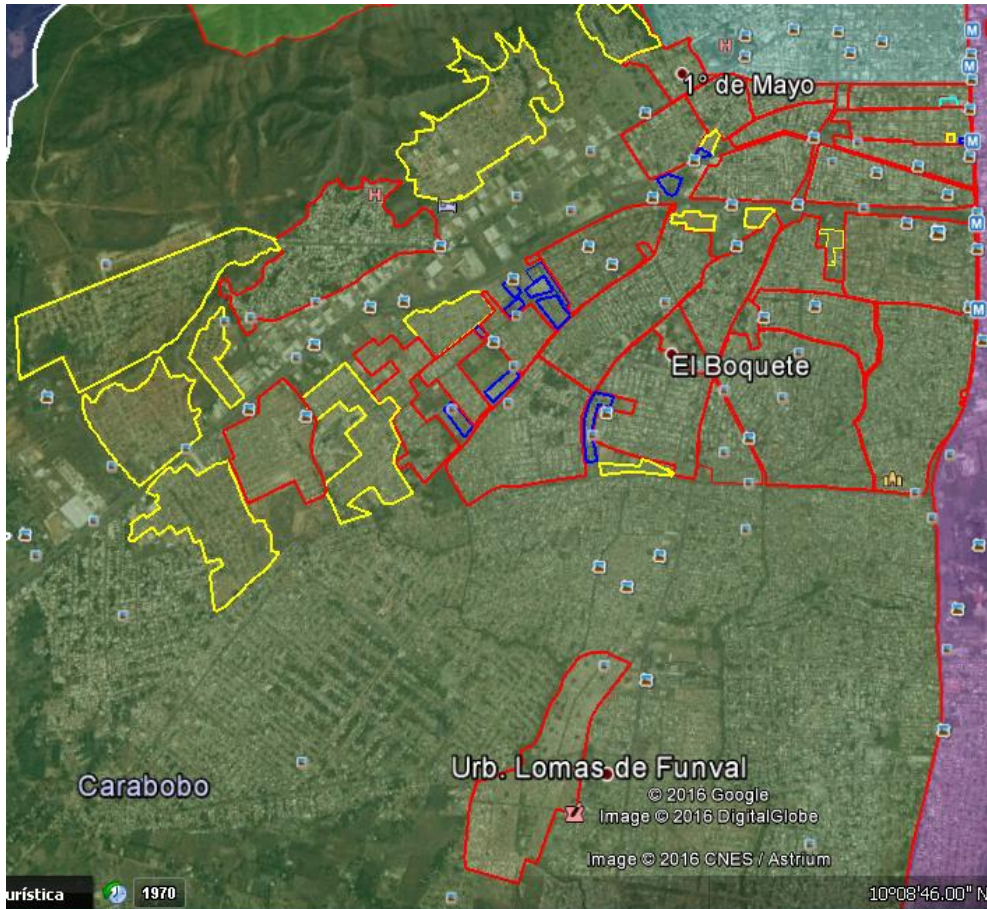 H
M
M
1° de Mayo
M
H
M
M
El Boquete
Urb. Lomas de Funval
Carabobo
© 2016 Google
Image © 2016 DigitalGlobe
Image © 2016 CNES / Astrium
urística
1970
10°08'46.00" N